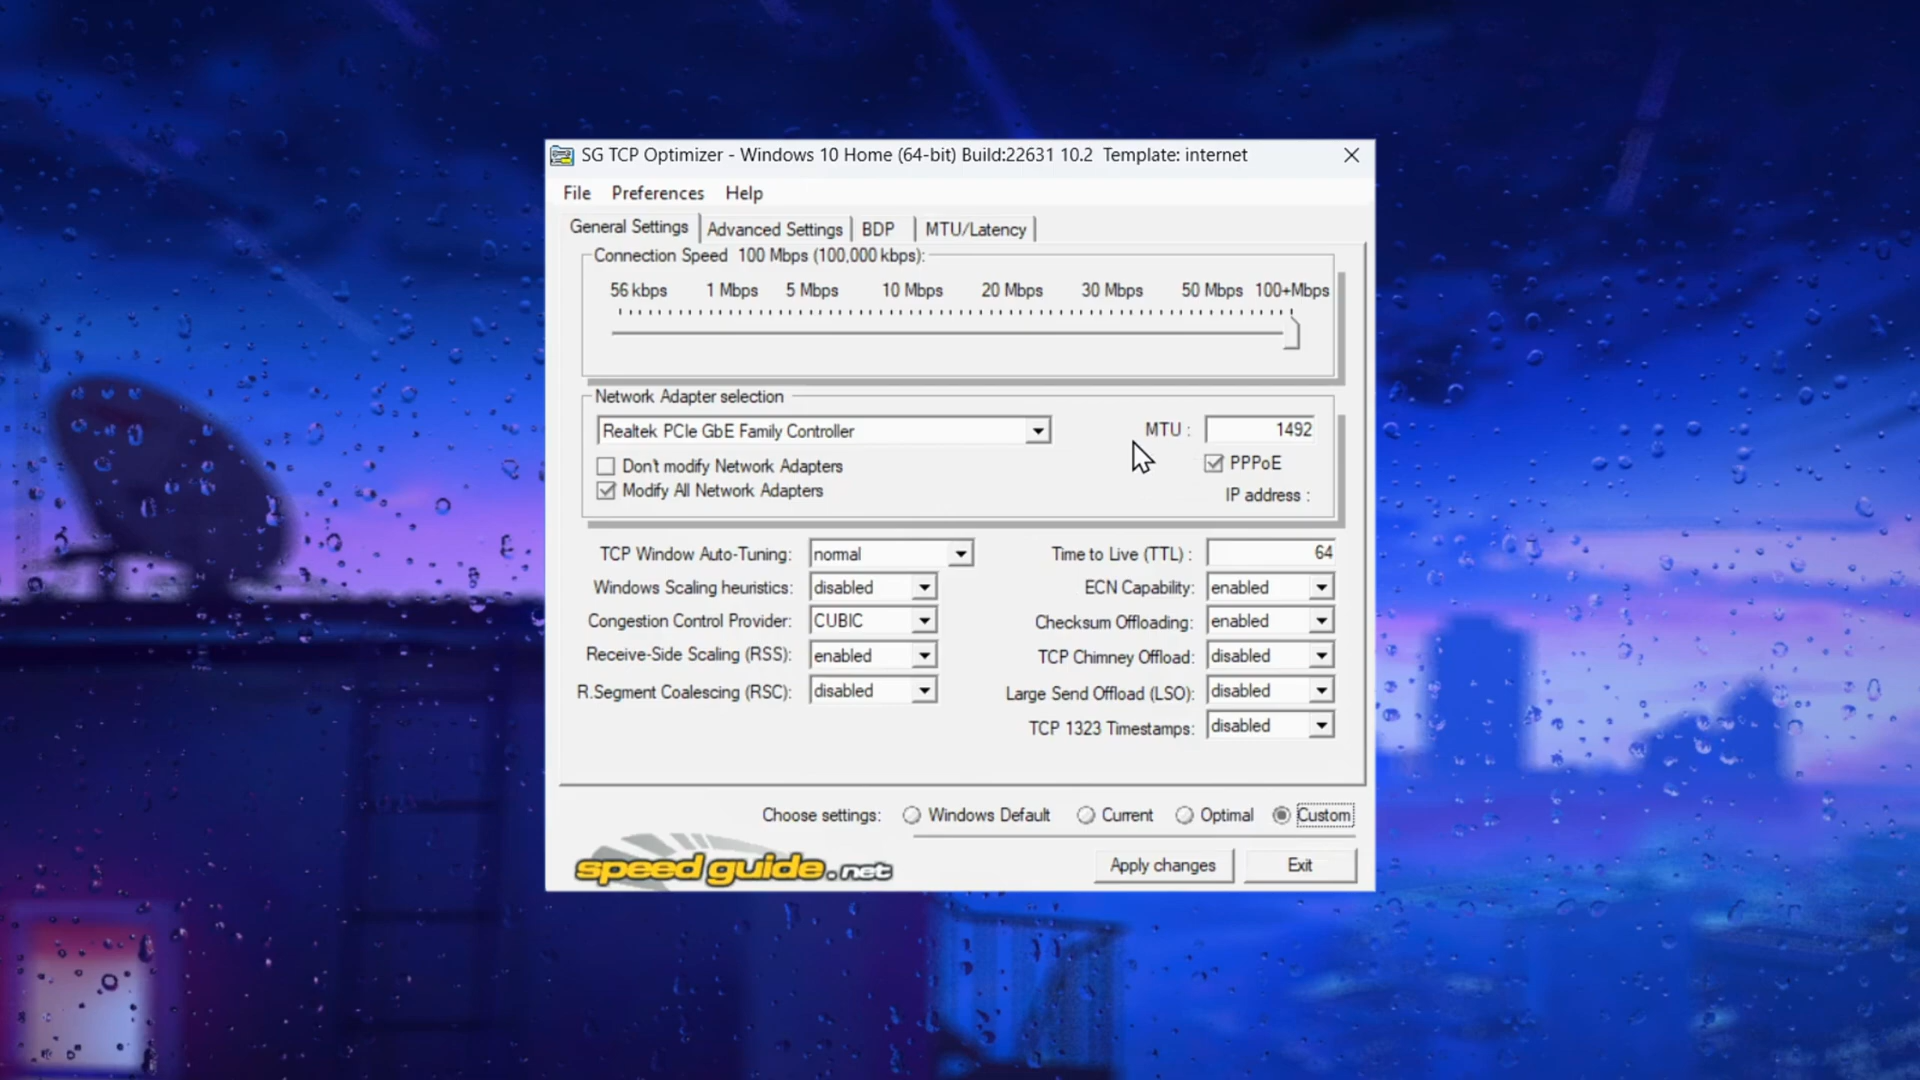 SG TCP Optimizer - Windows 10 Home (64-bit) Build:22631 10.2 Template: internet
File Preferences Help
General Settings Advanced Settings BDP MTU/Latency
Connection Speed 100 Mbps (100,000 kbps):
56 kbps 1 Mbps 5 Mbps 10 Mbps 20 Mbps 30 Mbps 50 Mbps 100+Mbps
Network Adapter selection
Realtek PCIe GbE Family Controller MTU : 1492
Don't modify Network Adapters PPPoE
Modify All Network Adapters IP address :
TCP Window Auto-Tuning: normal Time to Live (TTL) : 64
Windows Scaling heuristics: disabled ECN Capability: enabled
Congestion Control Provider: CUBIC Checksum Offloading: enabled
Receive-Side Scaling (RSS): enabled TCP Chimney Offload: disabled
R.Segment Coalescing (RSC): disabled Large Send Offload (LSO): disabled
TCP 1323 Timestamps: disabled
Choose settings: Windows Default Current Optimal Custom
speedguide.net Apply changes Exit